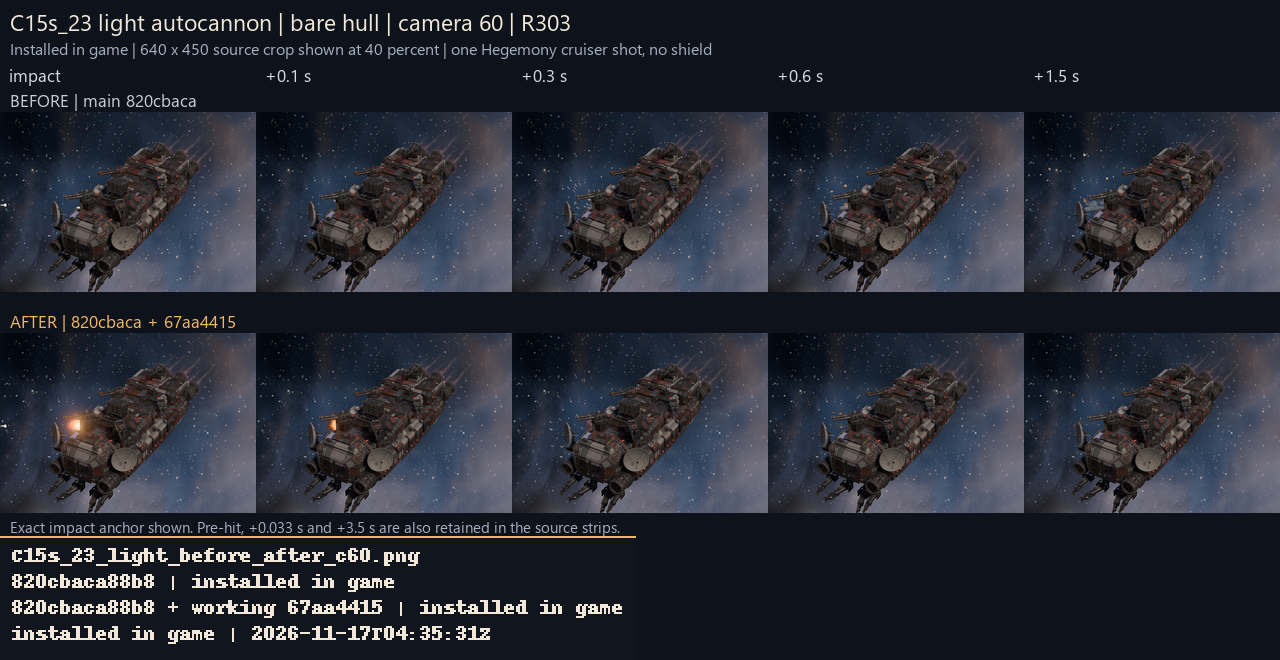 C15s_23 light autocannon | bare hull | camera 60 | R303
Installed in game | 640 x 450 source crop shown at 40 percent | one Hegemony cruiser shot, no shield
impact +0.1 s +0.3 s +0.6 s +1.5 s
BEFORE | main 820cbaca
AFTER | 820cbaca + 67aa4415
Exact impact anchor shown. Pre-hit, +0.033 s and +3.5 s are also retained in the source strips.
C15s_23_light_before_after_c60.png
820cbaca88b8 | installed in game
820cbaca88b8 + working 67aa4415 | installed in game
installed in game | 2026-11-17T04:35:31Z